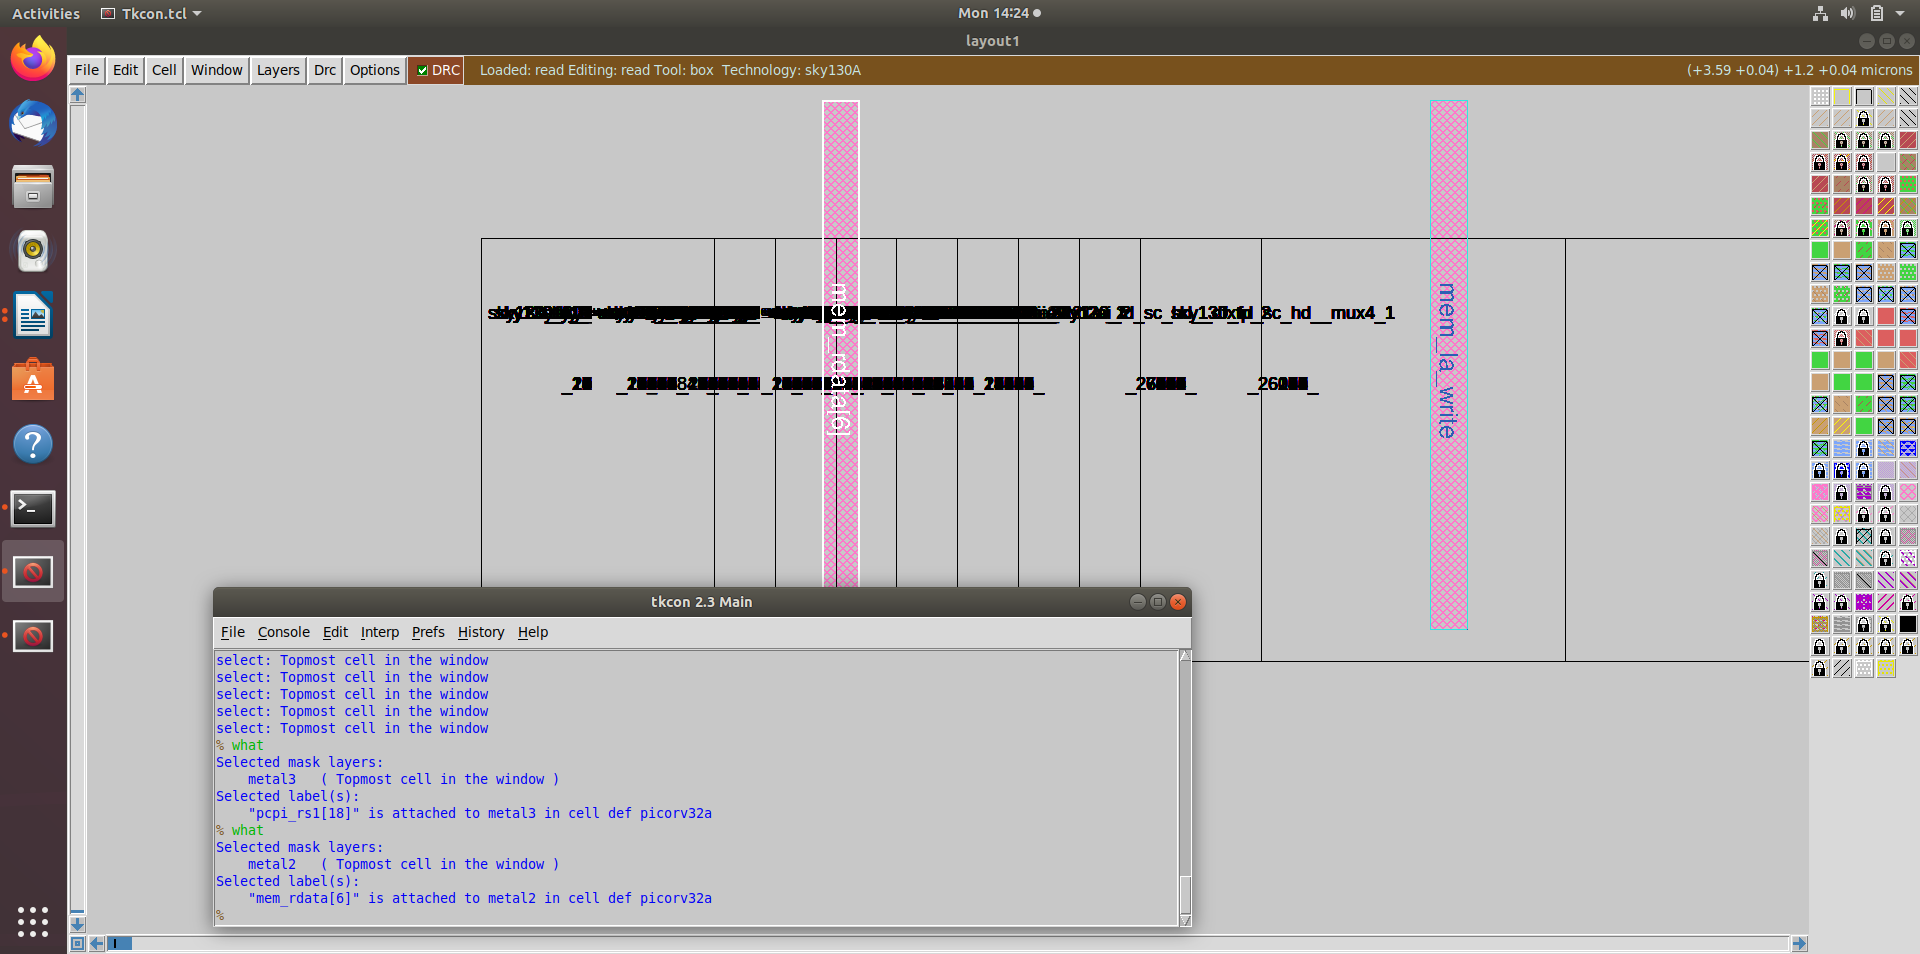 Activities
Tkcon.tcl
Mon 14:24
layout1
File Edit Cell Window Layers Drc Options DRC
Loaded: read Editing: read Tool: box Technology: sky130A
(+3.59 +0.04) +1.2 +0.04 microns
mem_rdata[6]
mem_la_write
sc_hd__mux4_1
tkcon 2.3 Main
File Console Edit Interp Prefs History Help
select: Topmost cell in the window
select: Topmost cell in the window
select: Topmost cell in the window
select: Topmost cell in the window
select: Topmost cell in the window
% what
Selected mask layers:
metal3 ( Topmost cell in the window )
Selected label(s):
"pcpi_rs1[18]" is attached to metal3 in cell def picorv32a
% what
Selected mask layers:
metal2 ( Topmost cell in the window )
Selected label(s):
"mem_rdata[6]" is attached to metal2 in cell def picorv32a
%